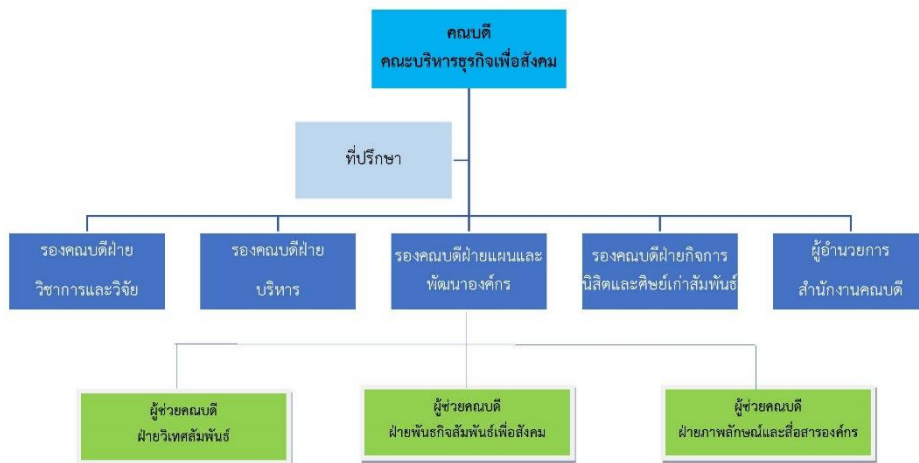 คณบดี
คณะบริหารธุรกิจเพื่อสังคม
ที่ปรึกษา
รองคณบดีฝ่าย
วิชาการและวิจัย
รองคณบดีฝ่าย
บริหาร
รองคณบดีฝ่ายแผนและ
พัฒนาองค์กร
รองคณบดีฝ่ายกิจการ
นิสิตและศิษย์เก่าสัมพันธ์
ผู้อำนวยการ
สำนักงานคณบดี
ผู้ช่วยคณบดี
ฝ่ายวิเทศสัมพันธ์
ผู้ช่วยคณบดี
ฝ่ายพันธกิจสัมพันธ์เพื่อสังคม
ผู้ช่วยคณบดี
ฝ่ายภาพลักษณ์และสื่อสารองค์กร